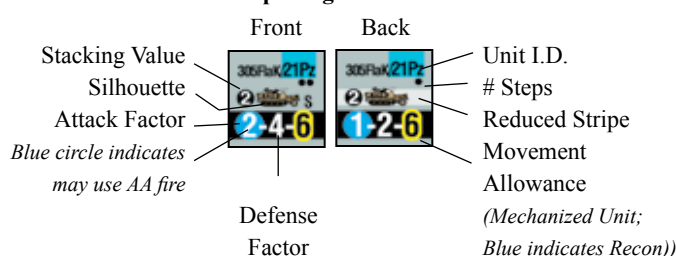 Front
Back
Stacking Value
Silhouette
Attack Factor
Blue circle indicates
may use AA fire
305FlaK 21Pz
2
S
2-4-6
Defense
Factor
305FlaK 21Pz
2
1-2-6
Unit I.D.
# Steps
Reduced Stripe
Movement
Allowance
(Mechanized Unit;
Blue indicates Recon))